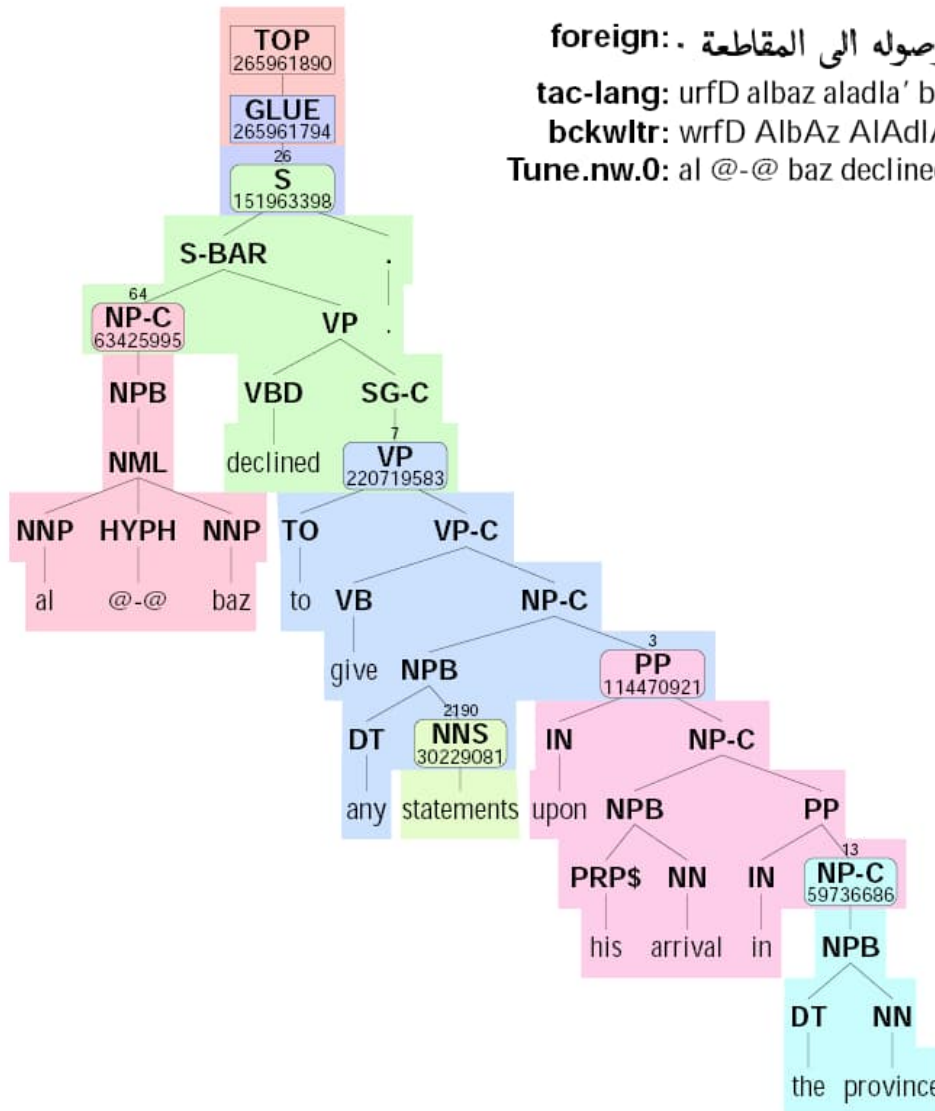 TOP
265961890
foreign: . وصوله الى المقاطعة
GLUE
265961794
tac-lang: urfD albaz aladla' b
bckwltr: wrfD AlbAz AlAdlA
Tune.nw.0: al @-@ baz declined
26
S
151963398
S-BAR .
64
NP-C
63425995
VP .
NPB VBD SG-C
7
NML declined VP
220719583
NNP HYPH NNP TO VP-C
al @-@ baz to VB NP-C
3
give NPB PP
114470921
2190
DT NNS IN NP-C
30229081
any statements upon NPB PP
13
PRP$ NN IN NP-C
59736686
his arrival in NPB
DT NN
the province